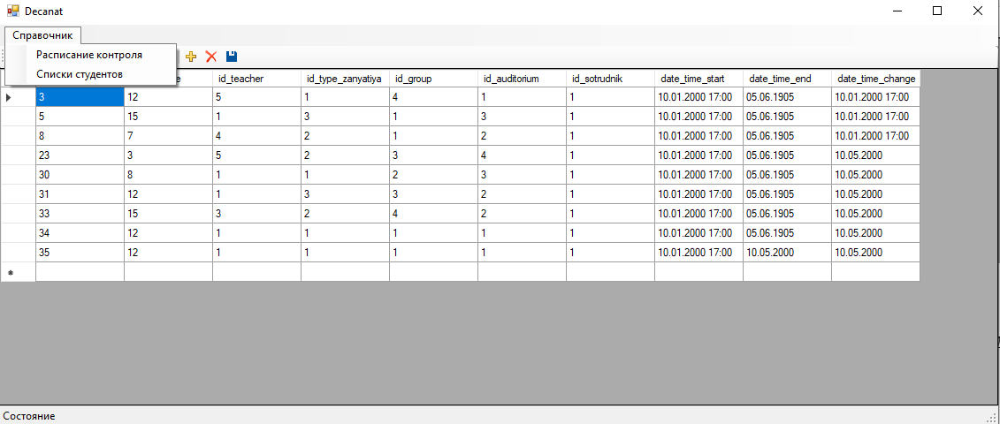 Decanat
Справочник
Расписание контроля
Списки студентов
id_teacher id_type_zanyatiya id_group id_auditorium id_sotrudnik date_time_start date_time_end date_time_change
3 12 5 1 4 1 1 10.01.2000 17:00 05.06.1905 10.01.2000 17:00
5 15 1 3 1 3 1 10.01.2000 17:00 05.06.1905 10.01.2000 17:00
8 7 4 2 1 2 1 10.01.2000 17:00 05.06.1905 10.01.2000 17:00
23 3 5 2 3 4 1 10.01.2000 17:00 05.06.1905 10.05.2000
30 8 1 1 2 3 1 10.01.2000 17:00 05.06.1905 10.05.2000
31 12 1 3 3 2 1 10.01.2000 17:00 05.06.1905 10.05.2000
33 15 3 2 4 2 1 10.01.2000 17:00 05.06.1905 10.05.2000
34 12 1 1 1 1 1 10.01.2000 17:00 05.06.1905 10.05.2000
35 12 1 1 1 1 1 10.01.2000 17:00 10.05.2000 10.05.2000
Состояние